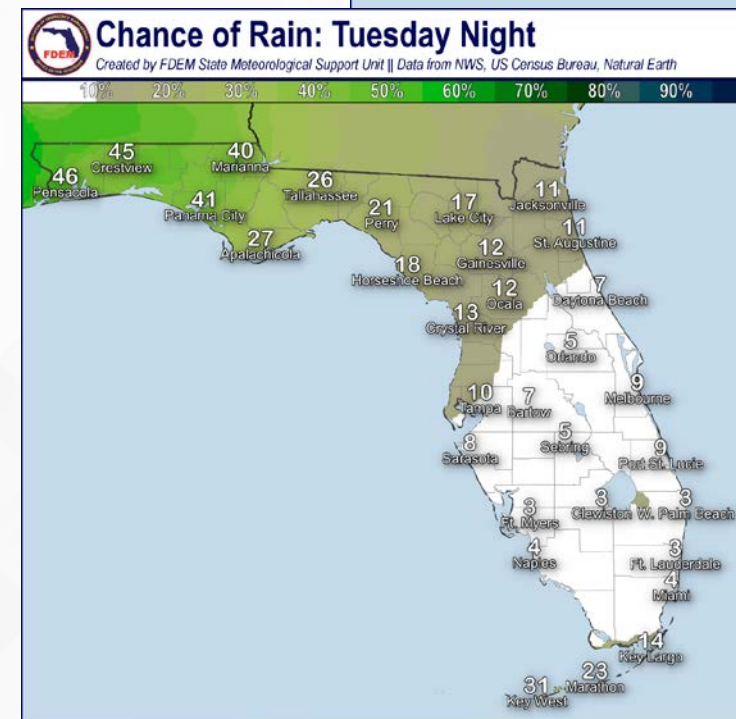 FDEM
Chance of Rain: Tuesday Night
Created by FDEM State Meteorological Support Unit || Data from NWS, US Census Bureau, Natural Earth
10% 20% 30% 40% 50% 60% 70% 80% 90%
45
Crestview
40
Marianna
46
Pensacola
26
Tallahassee
41
Panama City
21
Perry
17
Lake City
11
Jacksonville
27
Apalachicola
11
St. Augustine
12
Gainesville
18
Horseshoe Beach
12
Ocala
7
Daytona Beach
13
Crystal River
5
Orlando
9
Melbourne
10
Tampa
7
Bartow
5
Sebring
8
Sarasota
9
Port St. Lucie
3
Ft. Myers
3
Clewiston
3
W. Palm Beach
4
Naples
3
Ft. Lauderdale
4
Miami
14
Key Largo
23
Marathon
31
Key West